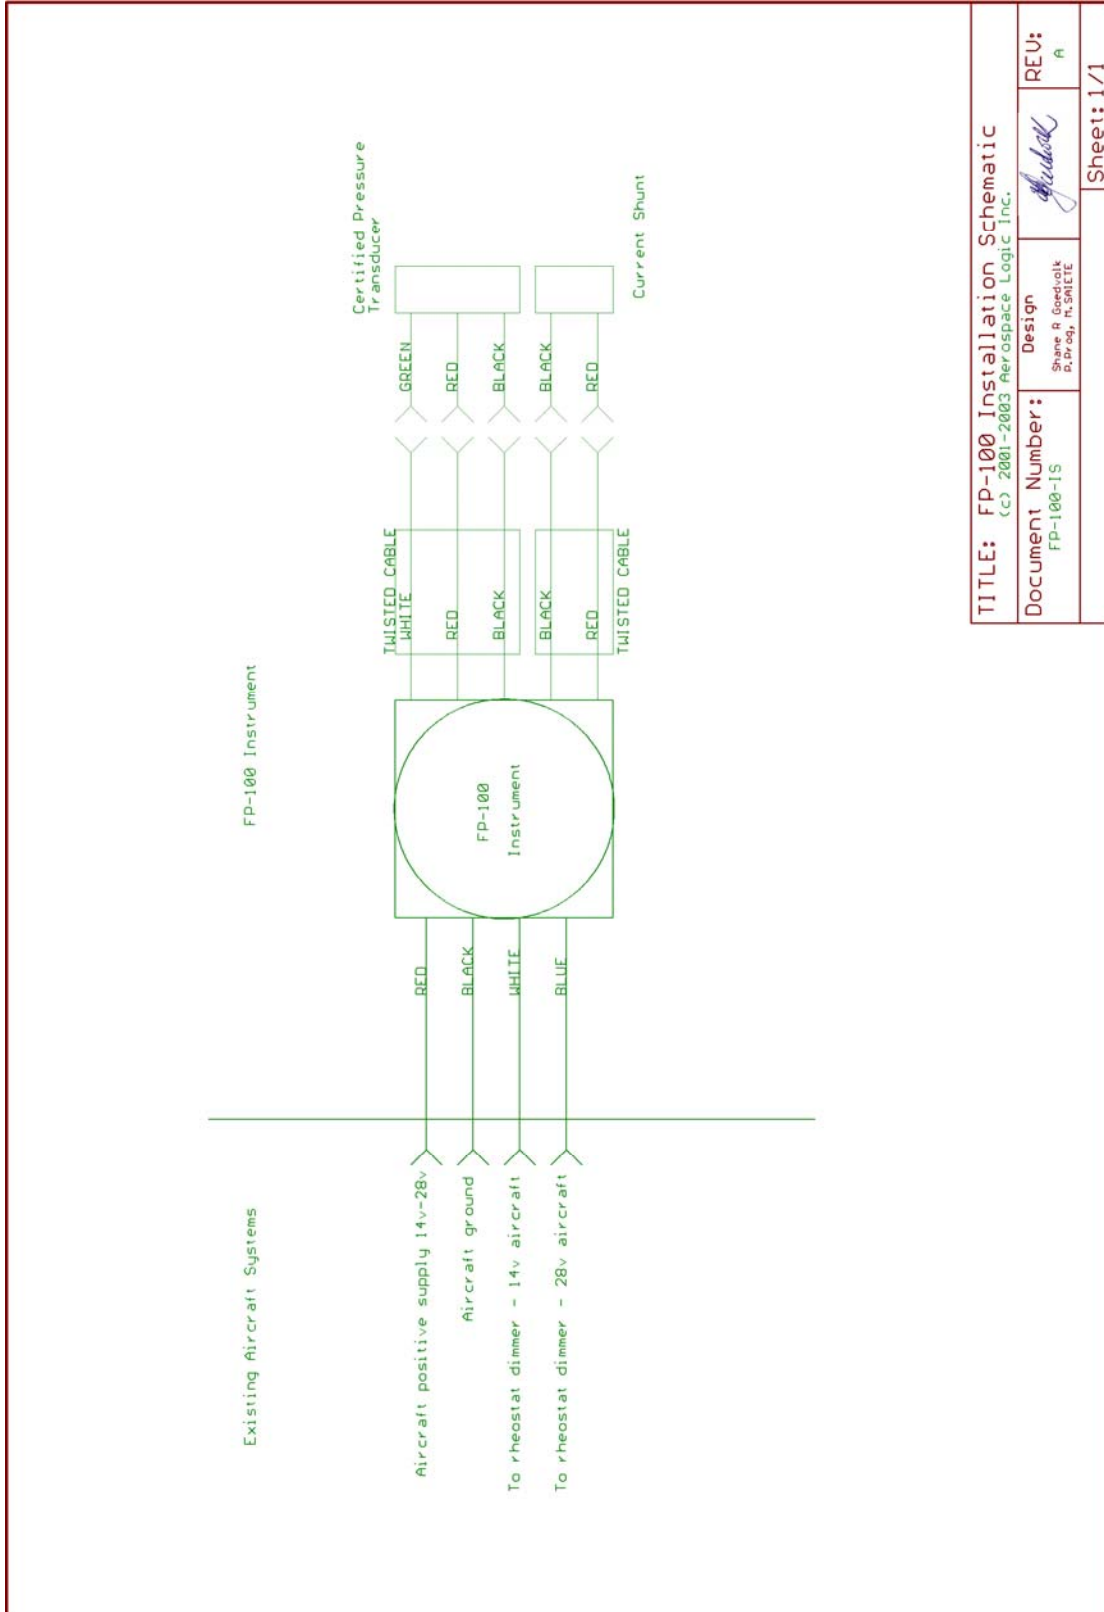 Existing Aircraft Systems
FP-100 Instrument
Certified Pressure
Transducer
Aircraft positive supply 14v-28v
Aircraft ground
To rheostat dimmer - 14v aircraft
To rheostat dimmer - 28v aircraft
RED
BLACK
WHITE
BLUE
FP-100
Instrument
TWISTED CABLE
WHITE
RED
BLACK
BLACK
RED
TWISTED CABLE
GREEN
RED
BLACK
BLACK
RED
Current Shunt
TITLE: FP-100 Installation Schematic
(c) 2001-2003 Aerospace Logic Inc.
Document Number:
FP-100-IS
Design
Shane R Goedvolk
P.Prog, M.SAIETE
REV:
A
Sheet: 1/1